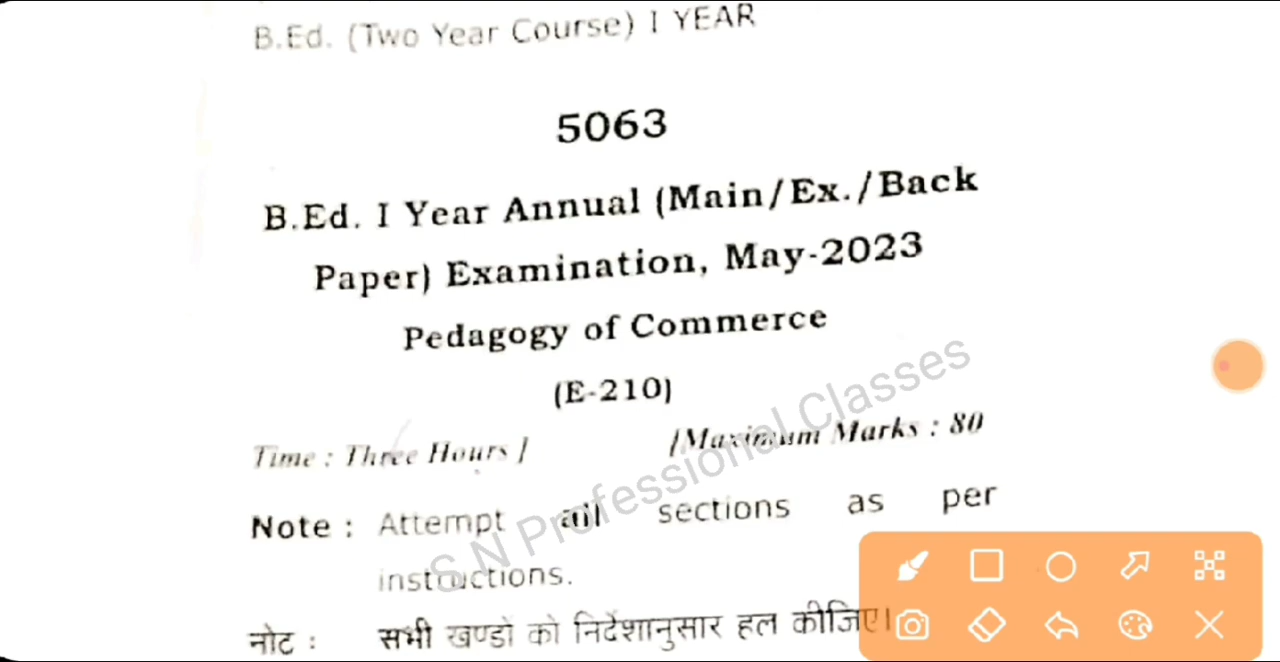 B.Ed. (Two Year Course) I YEAR
5063
B.Ed. I Year Annual (Main/Ex./Back
Paper) Examination, May-2023
Pedagogy of Commerce
(E-210)
Time : Three Hours ] [Maximum Marks : 80
Note : Attempt all sections as per
instructions.
नोट : सभी खण्डों को निर्देशानुसार हल कीजिए।
S N Professional Classes